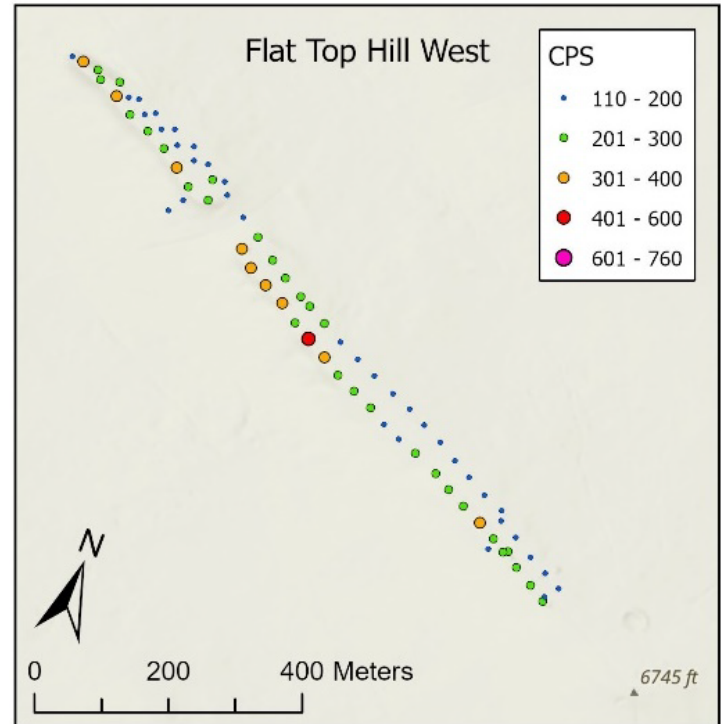 Flat Top Hill West
CPS
110 - 200
201 - 300
301 - 400
401 - 600
601 - 760
N
0 200 400 Meters
6745 ft